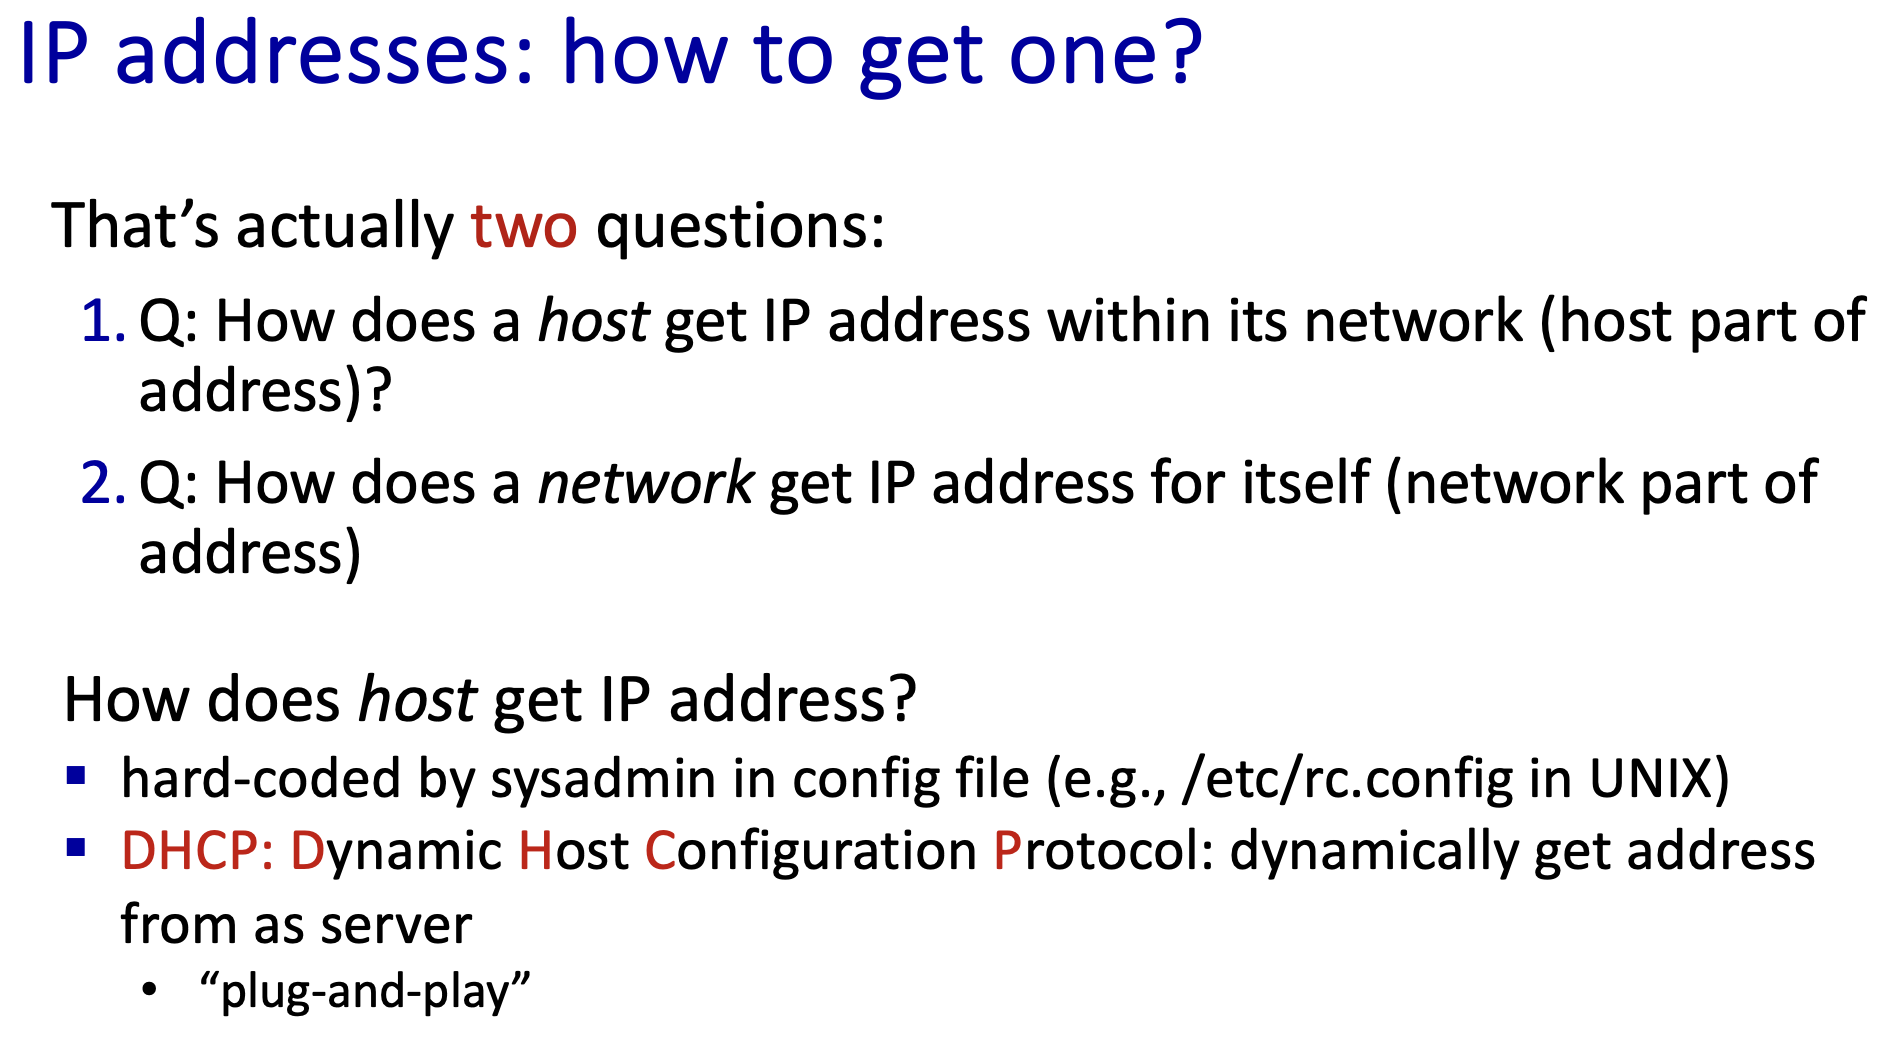 IP addresses: how to get one?
That’s actually two questions:
1. Q: How does a host get IP address within its network (host part of
address)?
2. Q: How does a network get IP address for itself (network part of
address)
How does host get IP address?
▪ hard-coded by sysadmin in config file (e.g., /etc/rc.config in UNIX)
▪ DHCP: Dynamic Host Configuration Protocol: dynamically get address
from as server
• “plug-and-play”